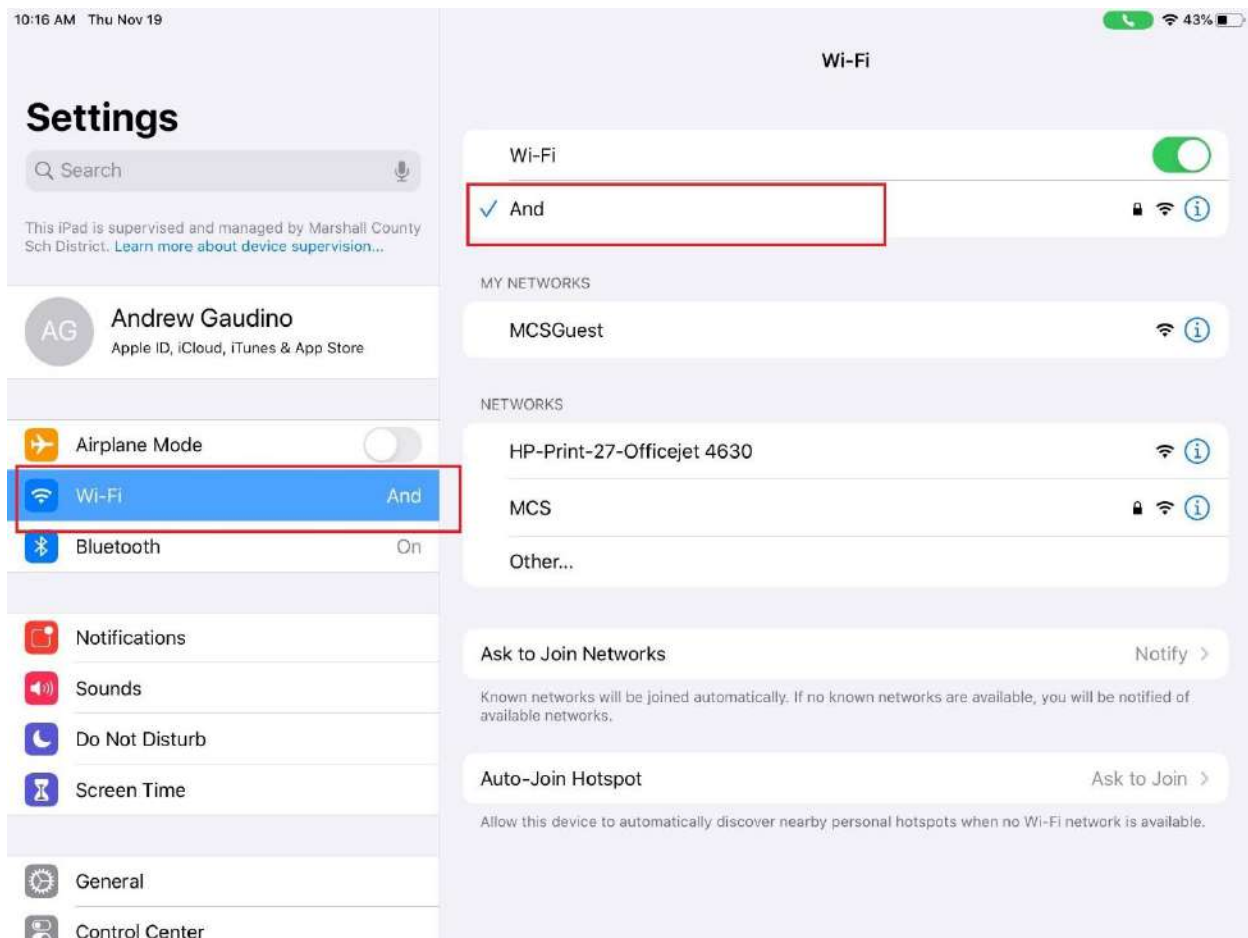 10:16 AM Thu Nov 19
43%
Wi-Fi
Settings
Search
This iPad is supervised and managed by Marshall County
Sch District. Learn more about device supervision...
AG
Andrew Gaudino
Apple ID, iCloud, iTunes & App Store
Airplane Mode
Wi-Fi And
Bluetooth On
Notifications
Sounds
Do Not Disturb
Screen Time
General
Control Center
Wi-Fi
And
MY NETWORKS
MCSGuest
NETWORKS
HP-Print-27-Officejet 4630
MCS
Other...
Ask to Join Networks Notify
Known networks will be joined automatically. If no known networks are available, you will be notified of
available networks.
Auto-Join Hotspot Ask to Join
Allow this device to automatically discover nearby personal hotspots when no Wi-Fi network is available.